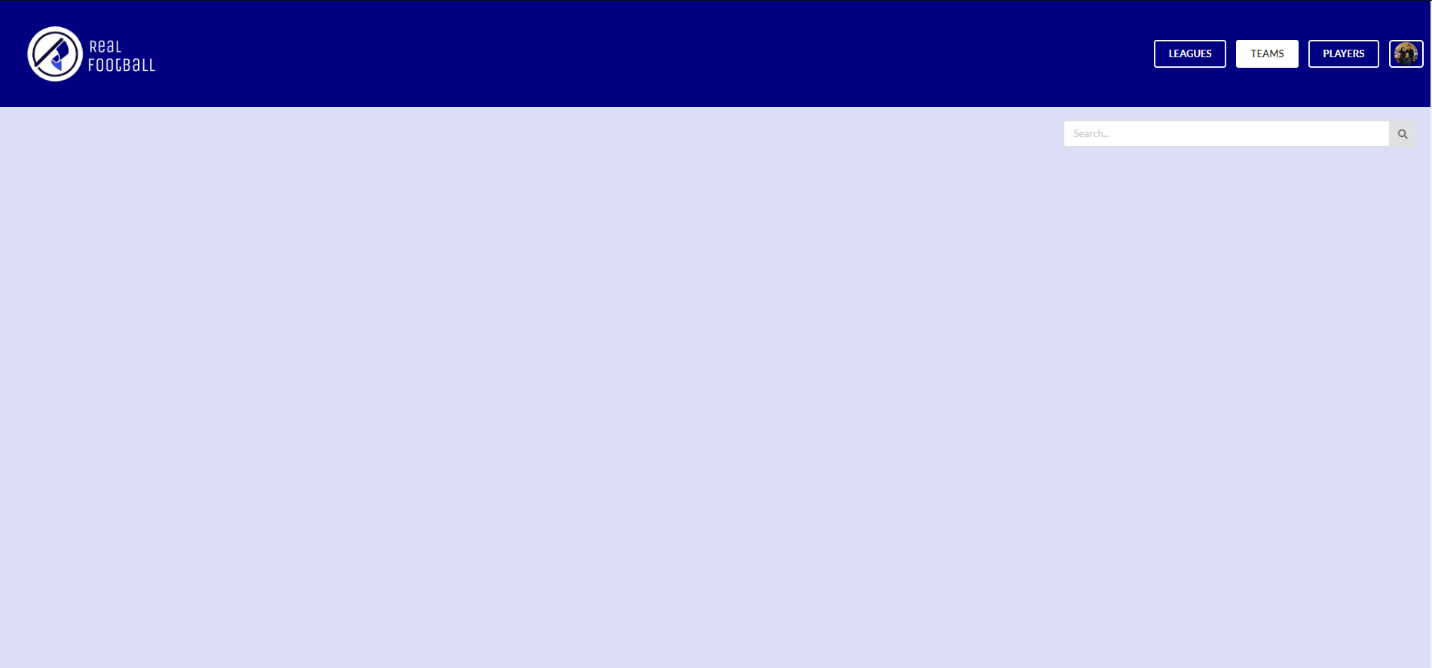 Real
Football
LEAGUES
TEAMS
PLAYERS
Search...